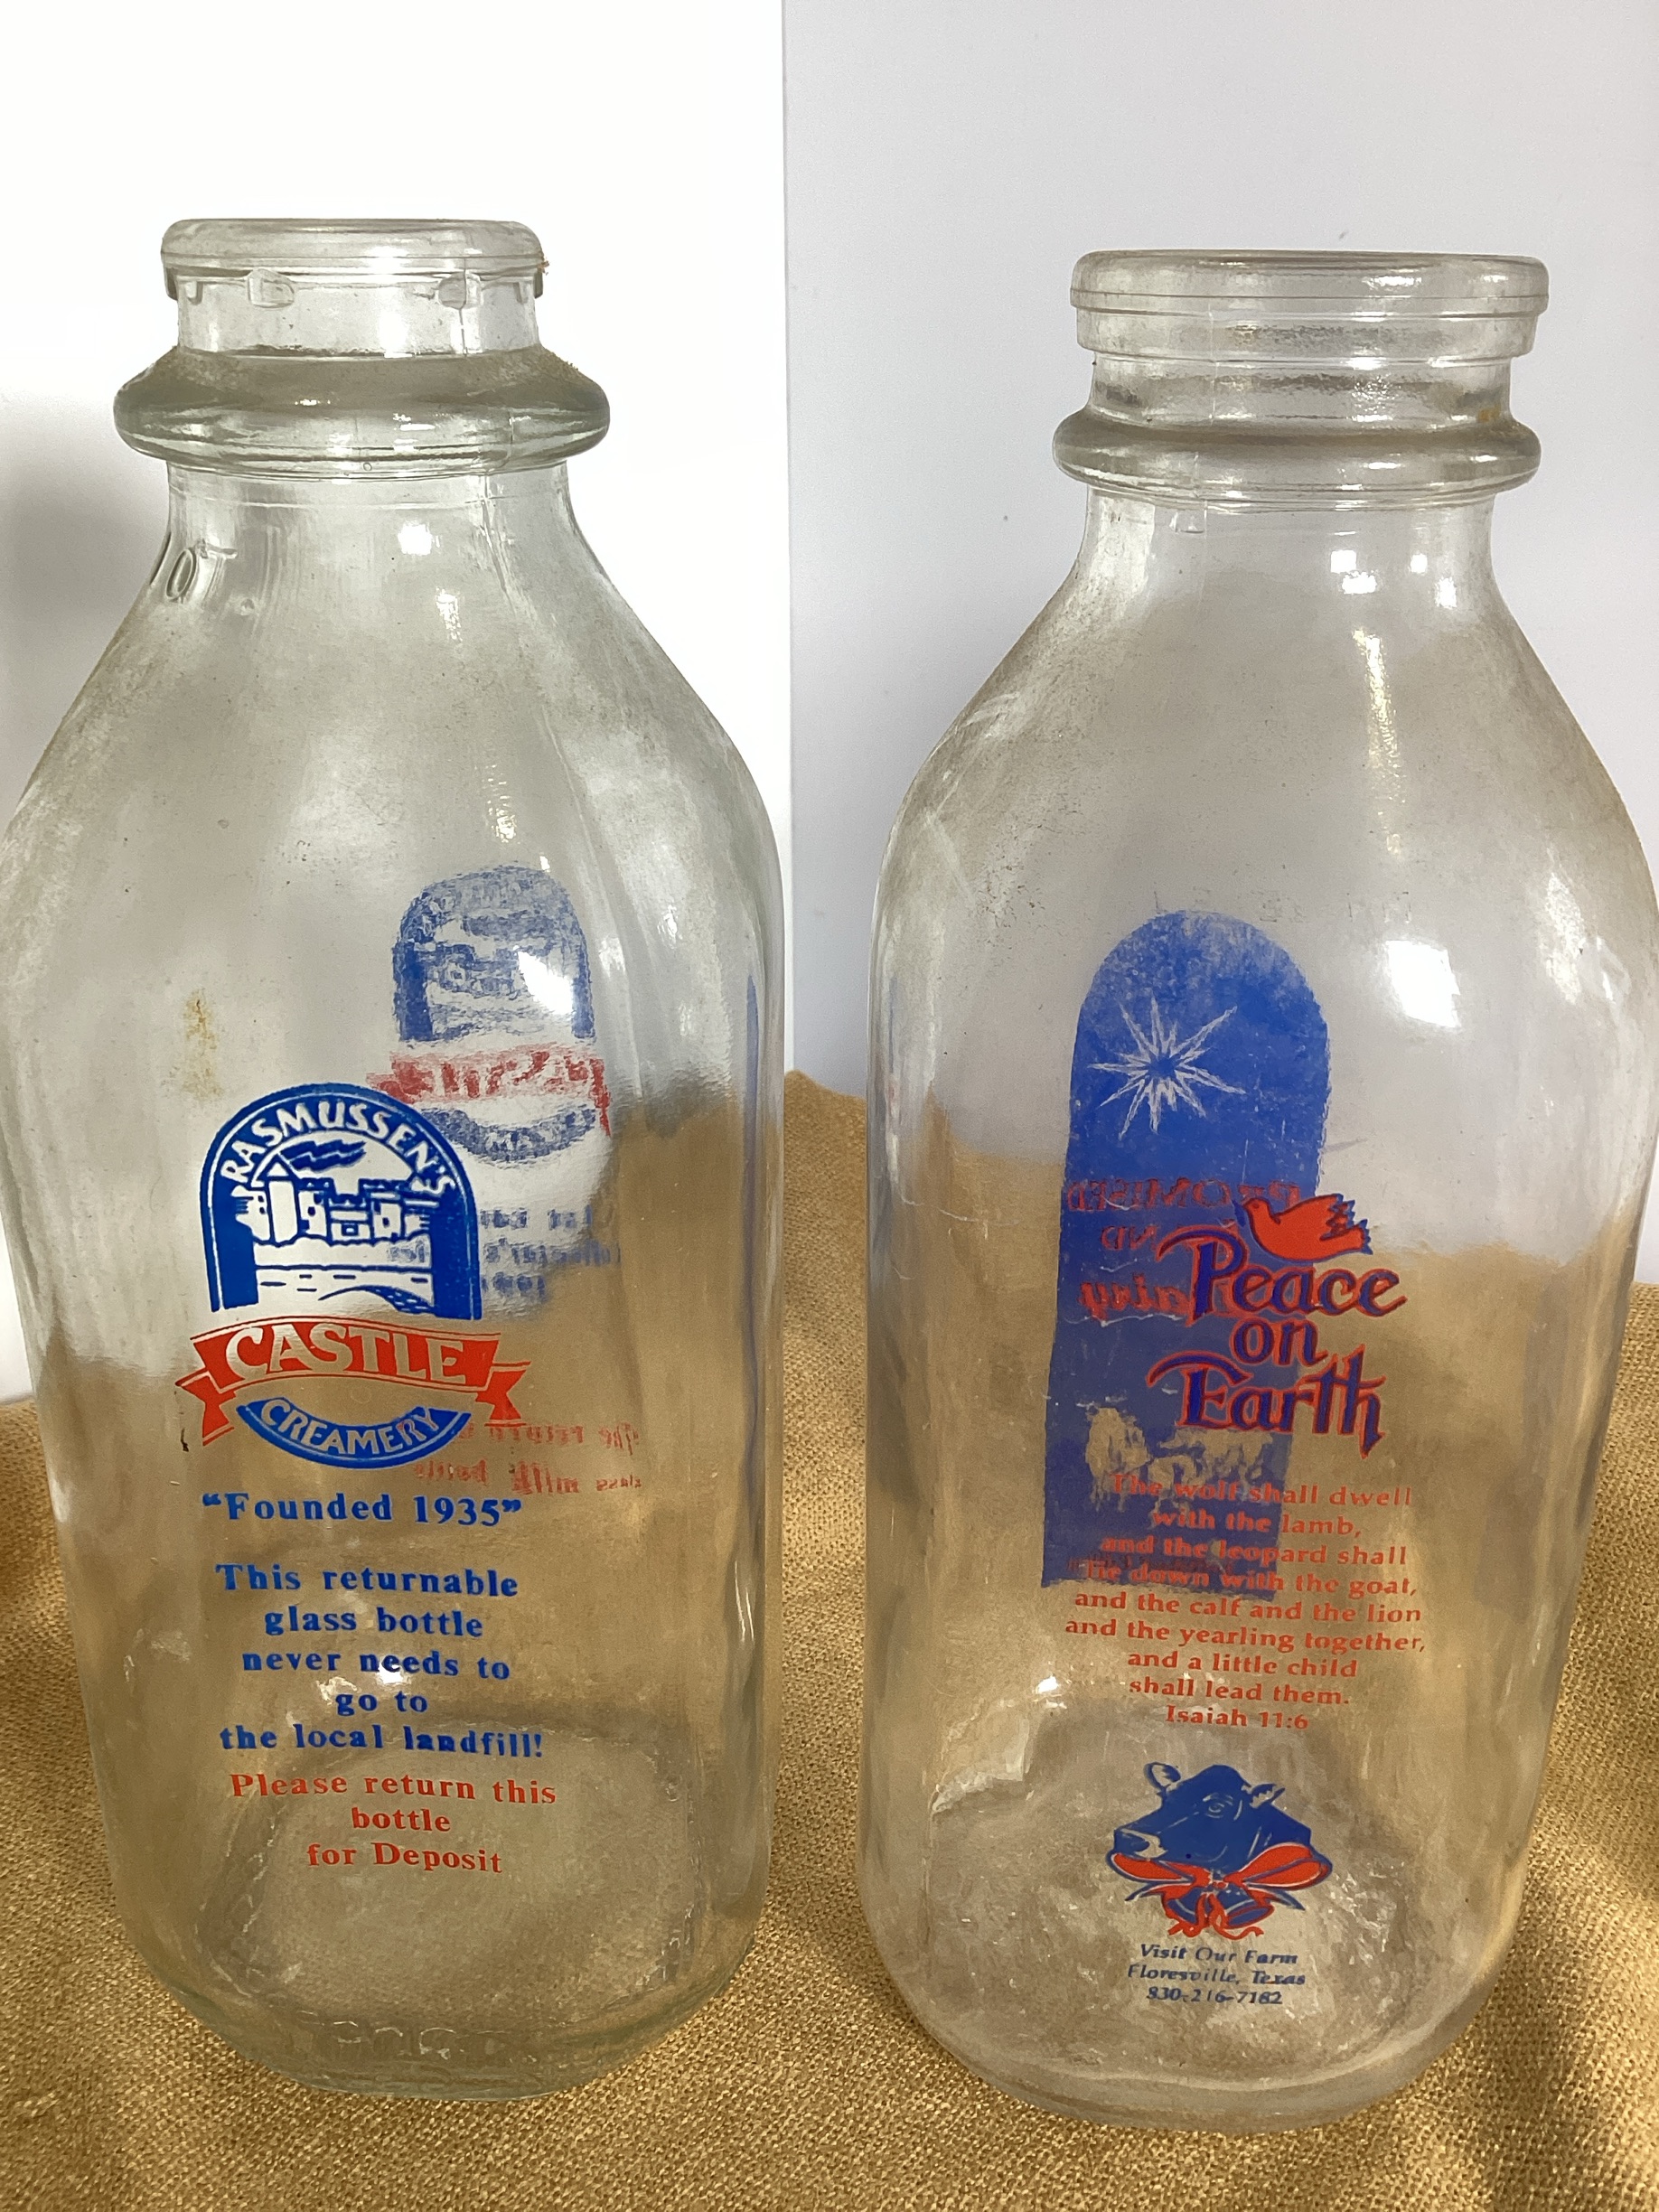 RASMUSSEN'S
CASTLE
CREAMERY
“Founded 1935”
This returnable
glass bottle
never needs to
go to
the local landfill!
Please return this
bottle
for Deposit
PROMISED
Peace
on
Earth
The wolf shall dwell
with the lamb,
and the leopard shall
lie down with the goat,
and the calf and the lion
and the yearling together,
and a little child
shall lead them.
Isaiah 11:6
Visit Our Farm
Floresville, Texas
830-216-7182